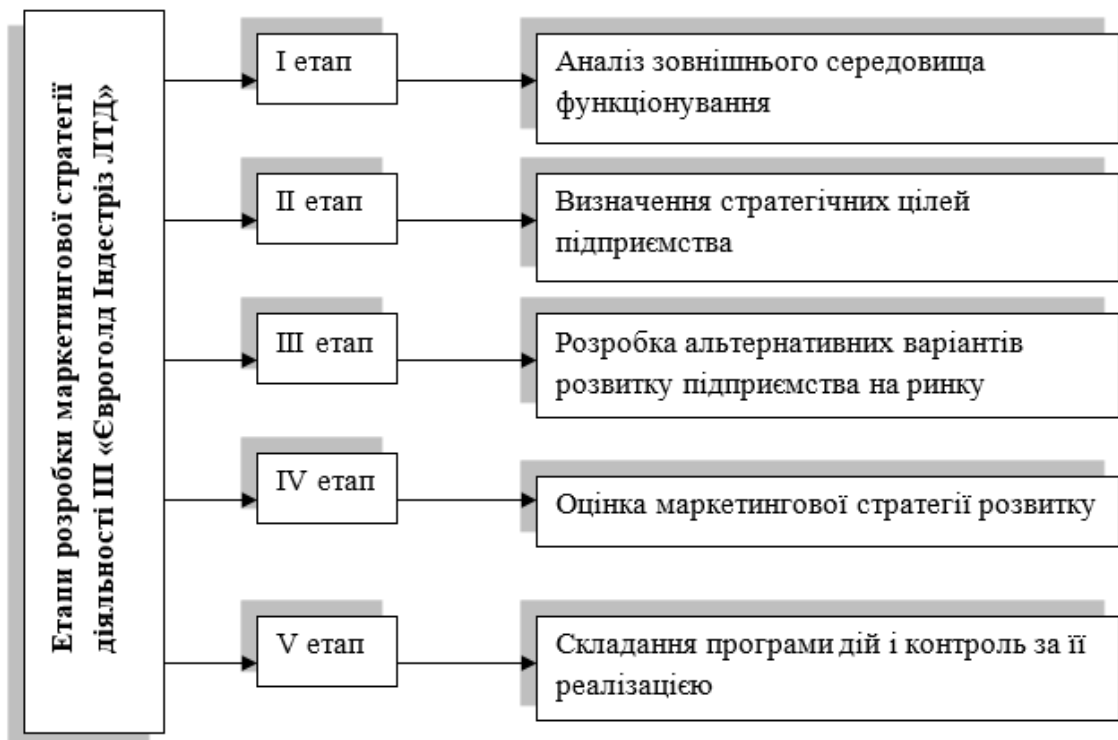 Етапи розробки маркетингової стратегії
діяльності ІП «Євроголд Індестріз ЛТД»
I етап
Аналіз зовнішнього середовища
функціонування
II етап
Визначення стратегічних цілей
підприємства
III етап
Розробка альтернативних варіантів
розвитку підприємства на ринку
IV етап
Оцінка маркетингової стратегії розвитку
V етап
Складання програми дій і контроль за її
реалізацією